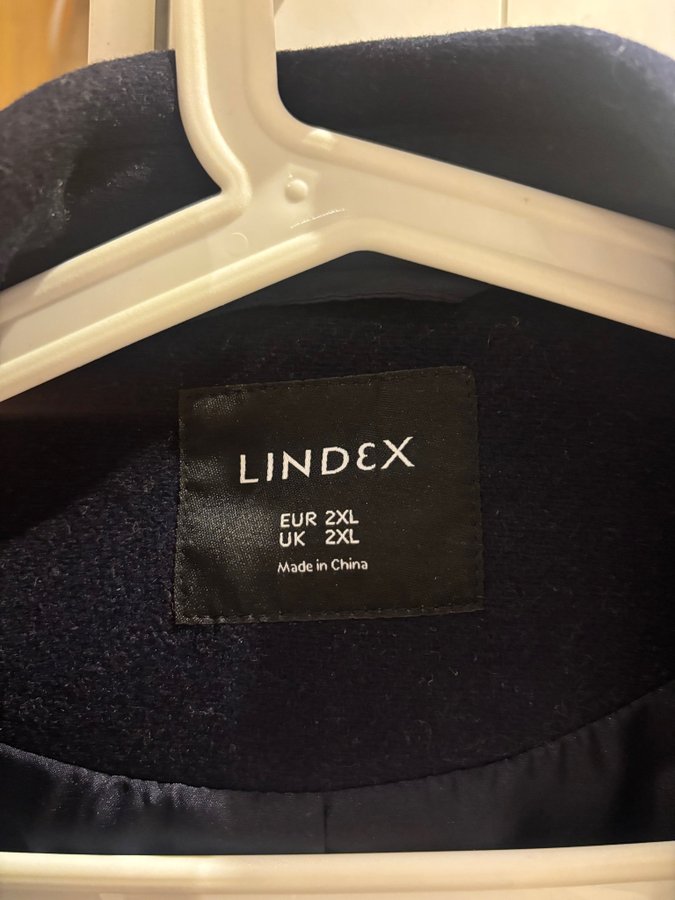 LINDEX
EUR 2XL
UK 2XL
Made in China